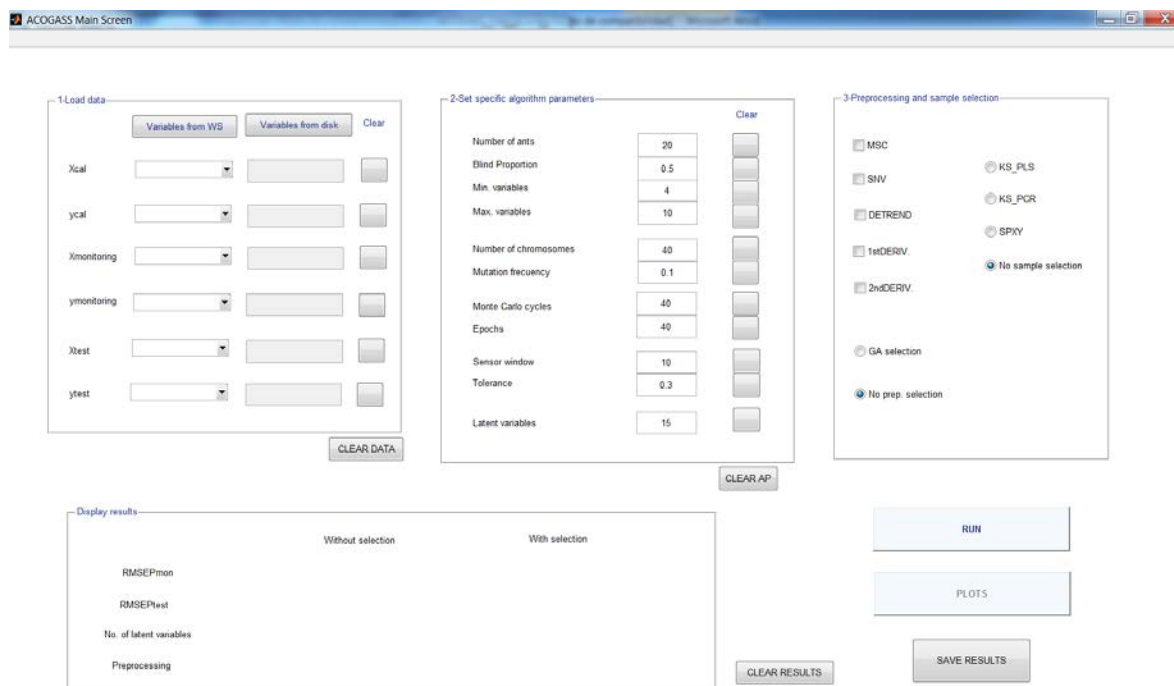 ACOGASS Main Screen
1-Load data
Variables from WS
Variables from disk
Clear
Xcal
ycal
Xmonitoring
ymonitoring
Xtest
ytest
CLEAR DATA
2-Set specific algorithm parameters
Clear
Number of ants 20
Blind Proportion 0.5
Min. variables 4
Max. variables 10
Number of chromosomes 40
Mutation frecuency 0.1
Monte Carlo cycles 40
Epochs 40
Sensor window 10
Tolerance 0.3
Latent variables 15
CLEAR AP
3-Preprocessing and sample selection
MSC
SNV
DETREND
1stDERIV.
2ndDERIV.
KS_PLS
KS_PCR
SPXY
No sample selection
GA selection
No prep. selection
Display results
Without selection
With selection
RMSEPmon
RMSEPtest
No. of latent variables
Preprocessing
CLEAR RESULTS
RUN
PLOTS
SAVE RESULTS